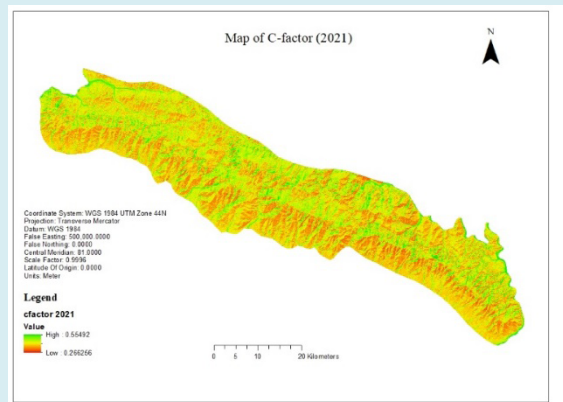 Map of C-factor (2021)
N
Coordinate System: WGS 1984 UTM Zone 44N
Projection: Transverse Mercator
Datum: WGS 1984
False Easting: 500,000.0000
False Northing: 0.0000
Central Meridian: 81.0000
Scale Factor: 0.9996
Latitude Of Origin: 0.0000
Units: Meter
Legend
cfactor 2021
Value
High : 0.55492
Low : 0.266256
0 5 10 20 Kilometers